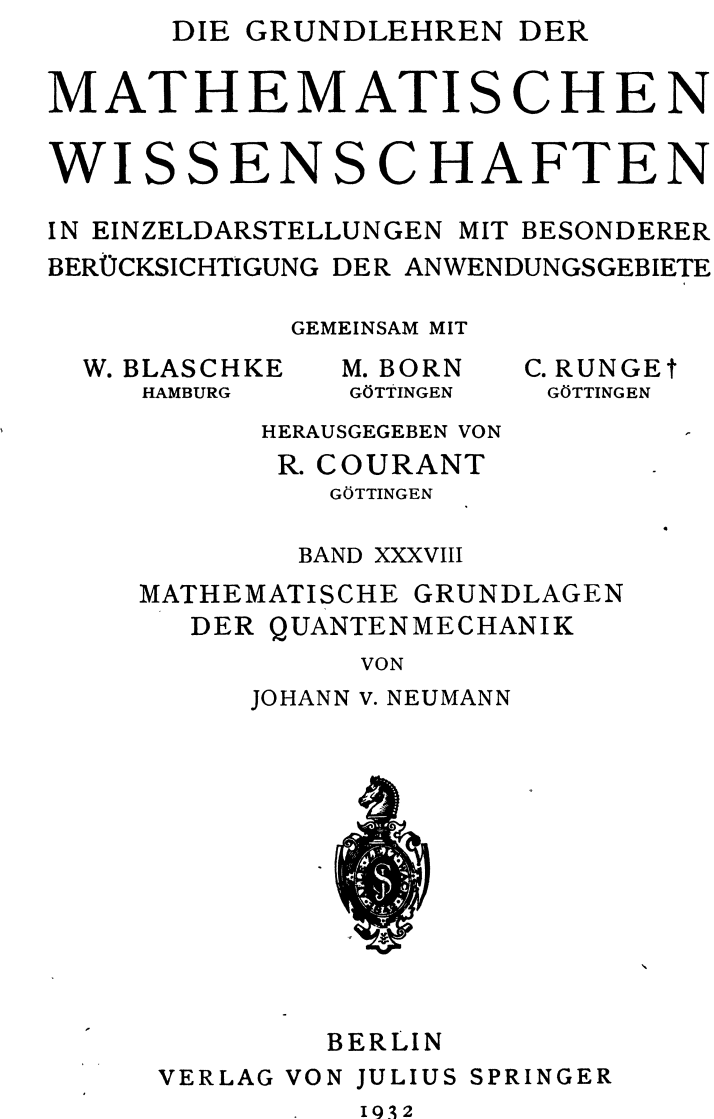 DIE GRUNDLEHREN DER
MATHEMATISCHEN
WISSENSCHAFTEN
IN EINZELDARSTELLUNGEN MIT BESONDERER
BERÜCKSICHTIGUNG DER ANWENDUNGSGEBIETE
GEMEINSAM MIT
W. BLASCHKE M. BORN C. RUNGE†
HAMBURG GÖTTINGEN GÖTTINGEN
HERAUSGEGEBEN VON
R. COURANT
GÖTTINGEN
BAND XXXVIII
MATHEMATISCHE GRUNDLAGEN
DER QUANTENMECHANIK
VON
JOHANN v. NEUMANN
BERLIN
VERLAG VON JULIUS SPRINGER
1932